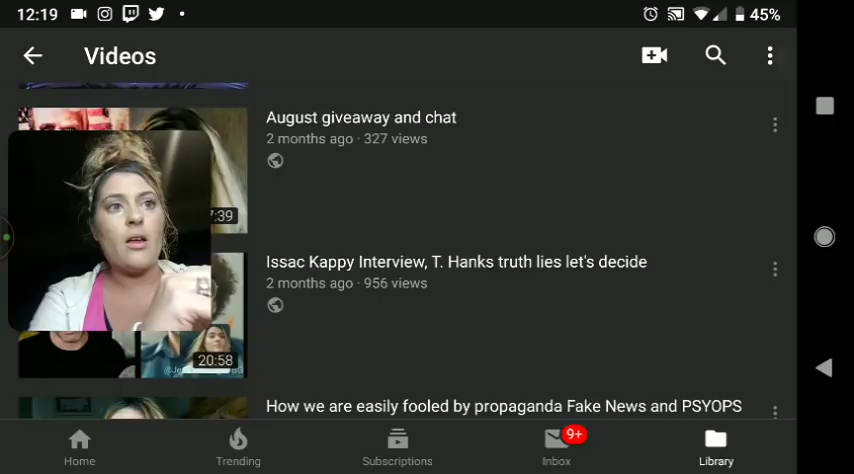 12:19
45%
Videos
August giveaway and chat
2 months ago · 327 views
7:39
Issac Kappy Interview, T. Hanks truth lies let's decide
2 months ago · 956 views
20:58
How we are easily fooled by propaganda Fake News and PSYOPS
9+
Home
Trending
Subscriptions
Inbox
Library